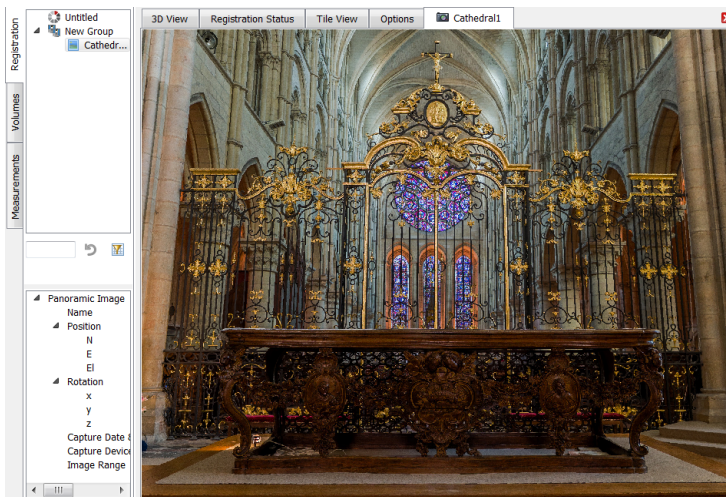 3D View Registration Status Tile View Options Cathedral1
Registration
Volumes
Measurements
Untitled
New Group
Cathedr...
Panoramic Image
Name
Position
N
E
El
Rotation
x
y
z
Capture Date &
Capture Device
Image Range